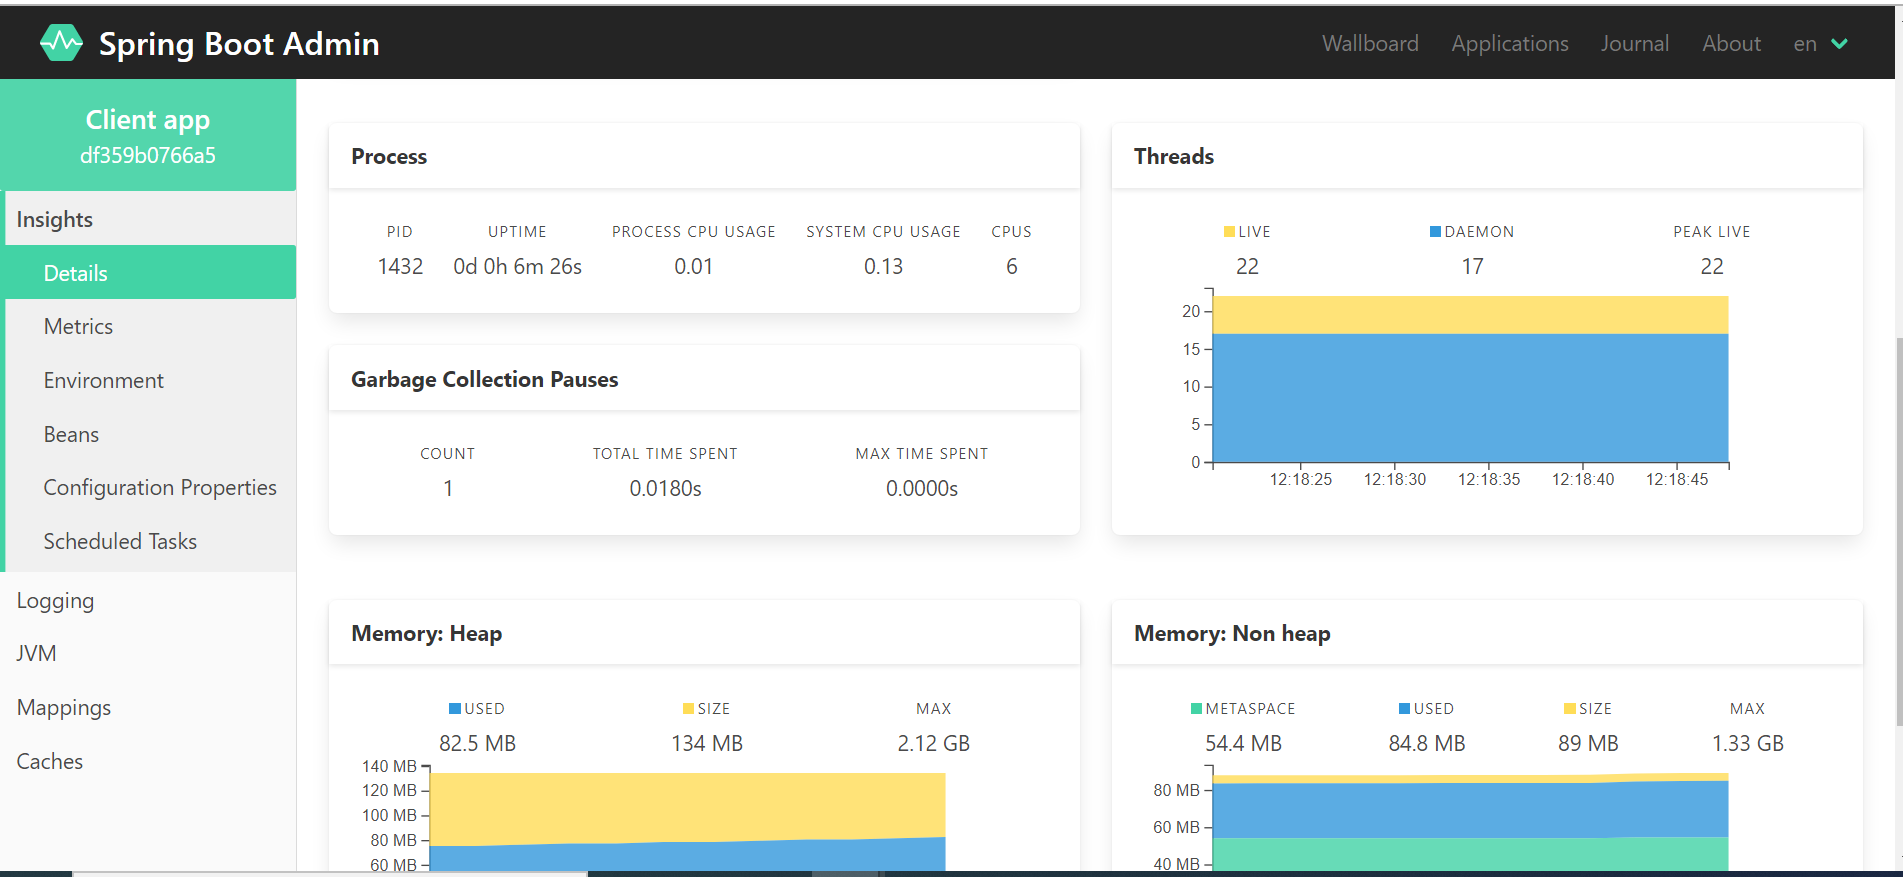 Spring Boot Admin
Wallboard Applications Journal About en
Client app
df359b0766a5
Insights
Details
Metrics
Environment
Beans
Configuration Properties
Scheduled Tasks
Logging
JVM
Mappings
Caches
Process
PID UPTIME PROCESS CPU USAGE SYSTEM CPU USAGE CPUS
1432 0d 0h 6m 26s 0.01 0.13 6
Garbage Collection Pauses
COUNT TOTAL TIME SPENT MAX TIME SPENT
1 0.0180s 0.0000s
Threads
LIVE DAEMON PEAK LIVE
22 17 22
20
15
10
5
0
12:18:25 12:18:30 12:18:35 12:18:40 12:18:45
Memory: Heap
USED SIZE MAX
82.5 MB 134 MB 2.12 GB
140 MB
120 MB
100 MB
80 MB
60 MB
Memory: Non heap
METASPACE USED SIZE MAX
54.4 MB 84.8 MB 89 MB 1.33 GB
80 MB
60 MB
40 MB